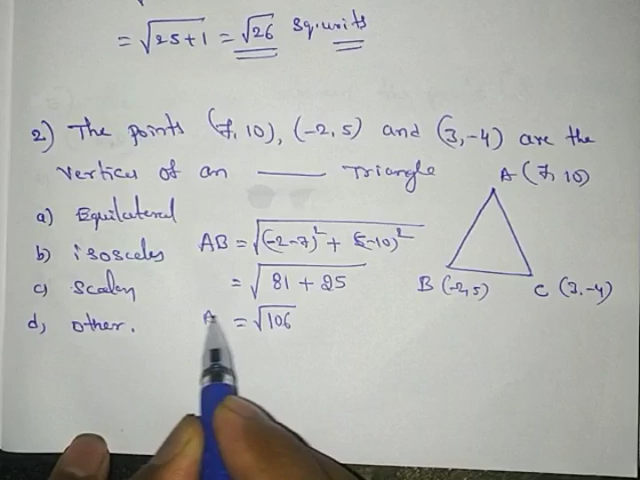 = √25+1 = √26 sq.units
2) The points (7, 10), (-2, 5) and (3, -4) are the
vertices of an ——— Triangle
A (7, 10)
a) Equilateral
AB = √(-2-7)² + (5-10)²
b) isosceles
= √81 + 25
B (-2,5)
C (3,-4)
c) Scalen
d, other.
A = √106